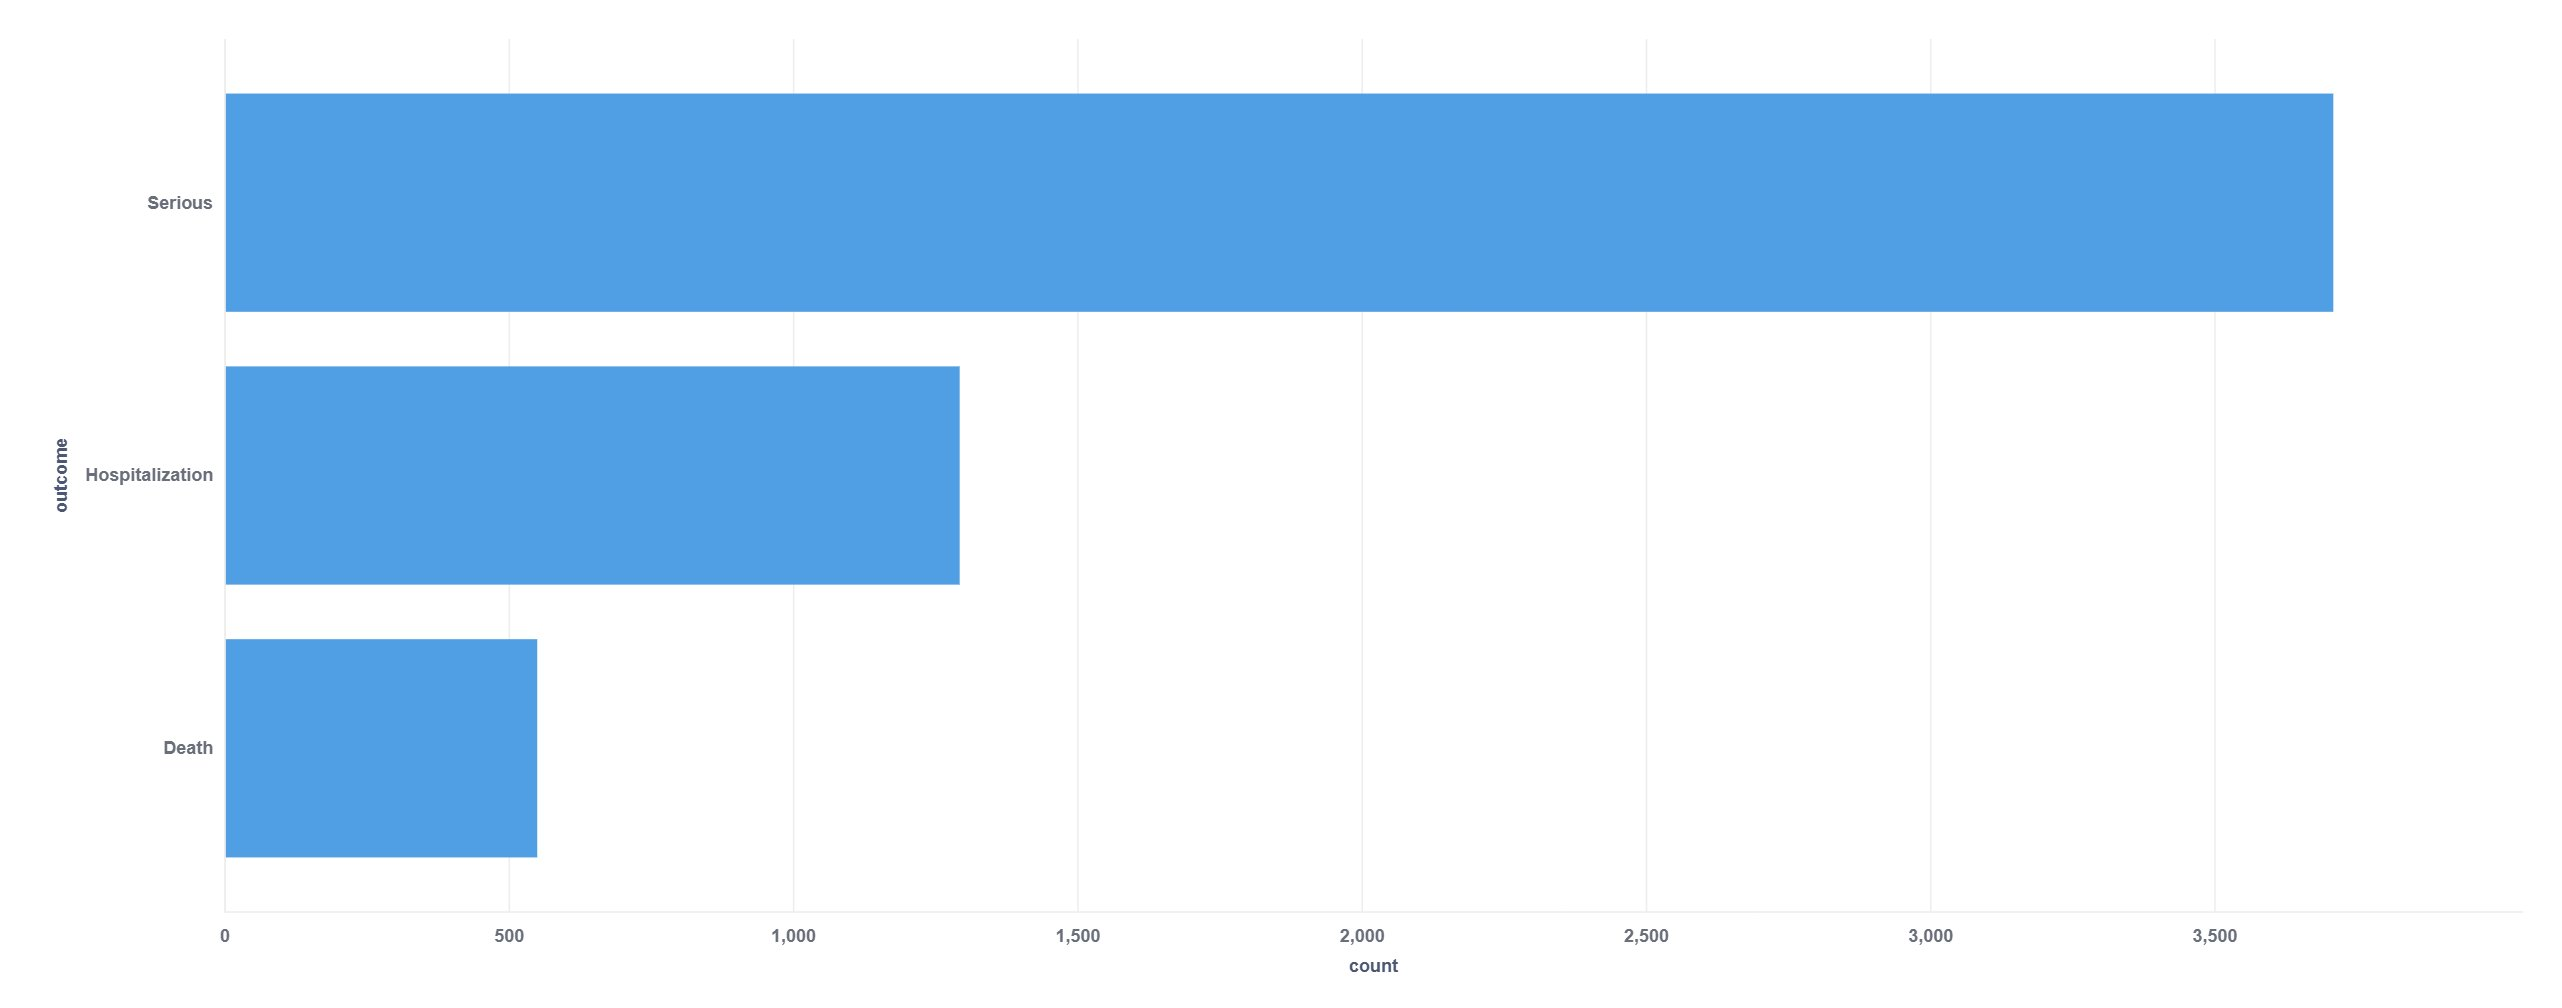 Serious
Hospitalization
Death
outcome
0 500 1,000 1,500 2,000 2,500 3,000 3,500
count